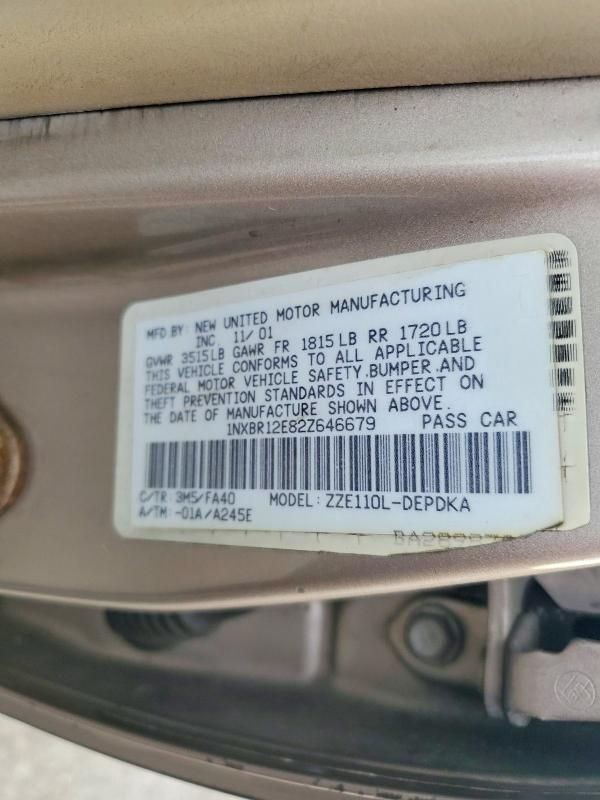 MFD.BY: NEW UNITED MOTOR MANUFACTURING
INC. 11/01
GVWR 3515LB GAWR FR 1815LB RR 1720LB
THIS VEHICLE CONFORMS TO ALL APPLICABLE
FEDERAL MOTOR VEHICLE SAFETY,BUMPER,AND
THEFT PREVENTION STANDARDS IN EFFECT ON
THE DATE OF MANUFACTURE SHOWN ABOVE.
1NXBR12E82Z646679 PASS CAR
C/TR: 3M5/FA40 MODEL: ZZE110L-DEPDKA
A/TM: -01A/A245E